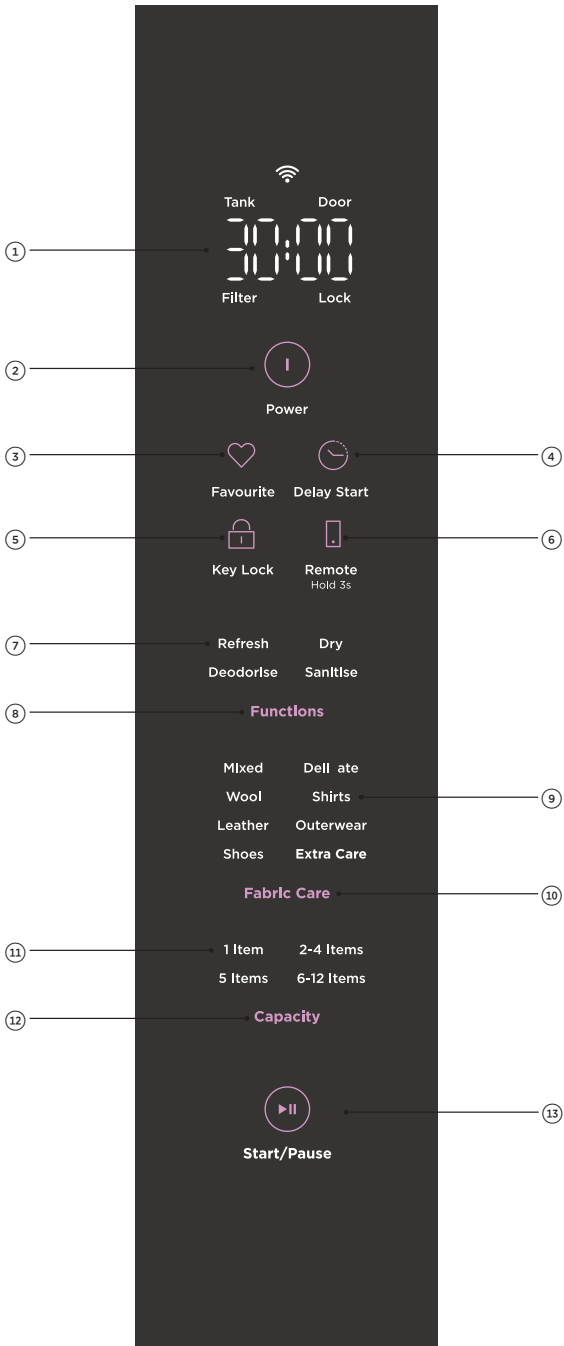 Tank Door
1 30:00
Filter Lock
2
Power
3 4
Favourite Delay Start
5 6
Key Lock Remote
Hold 3s
7 Refresh Dry
Deodorise Sanitise
8 Functions
Mixed Deli ate
Wool Shirts 9
Leather Outerwear
Shoes Extra Care
Fabric Care 10
11 1 Item 2-4 Items
5 Items 6-12 Items
12 Capacity
13
Start/Pause